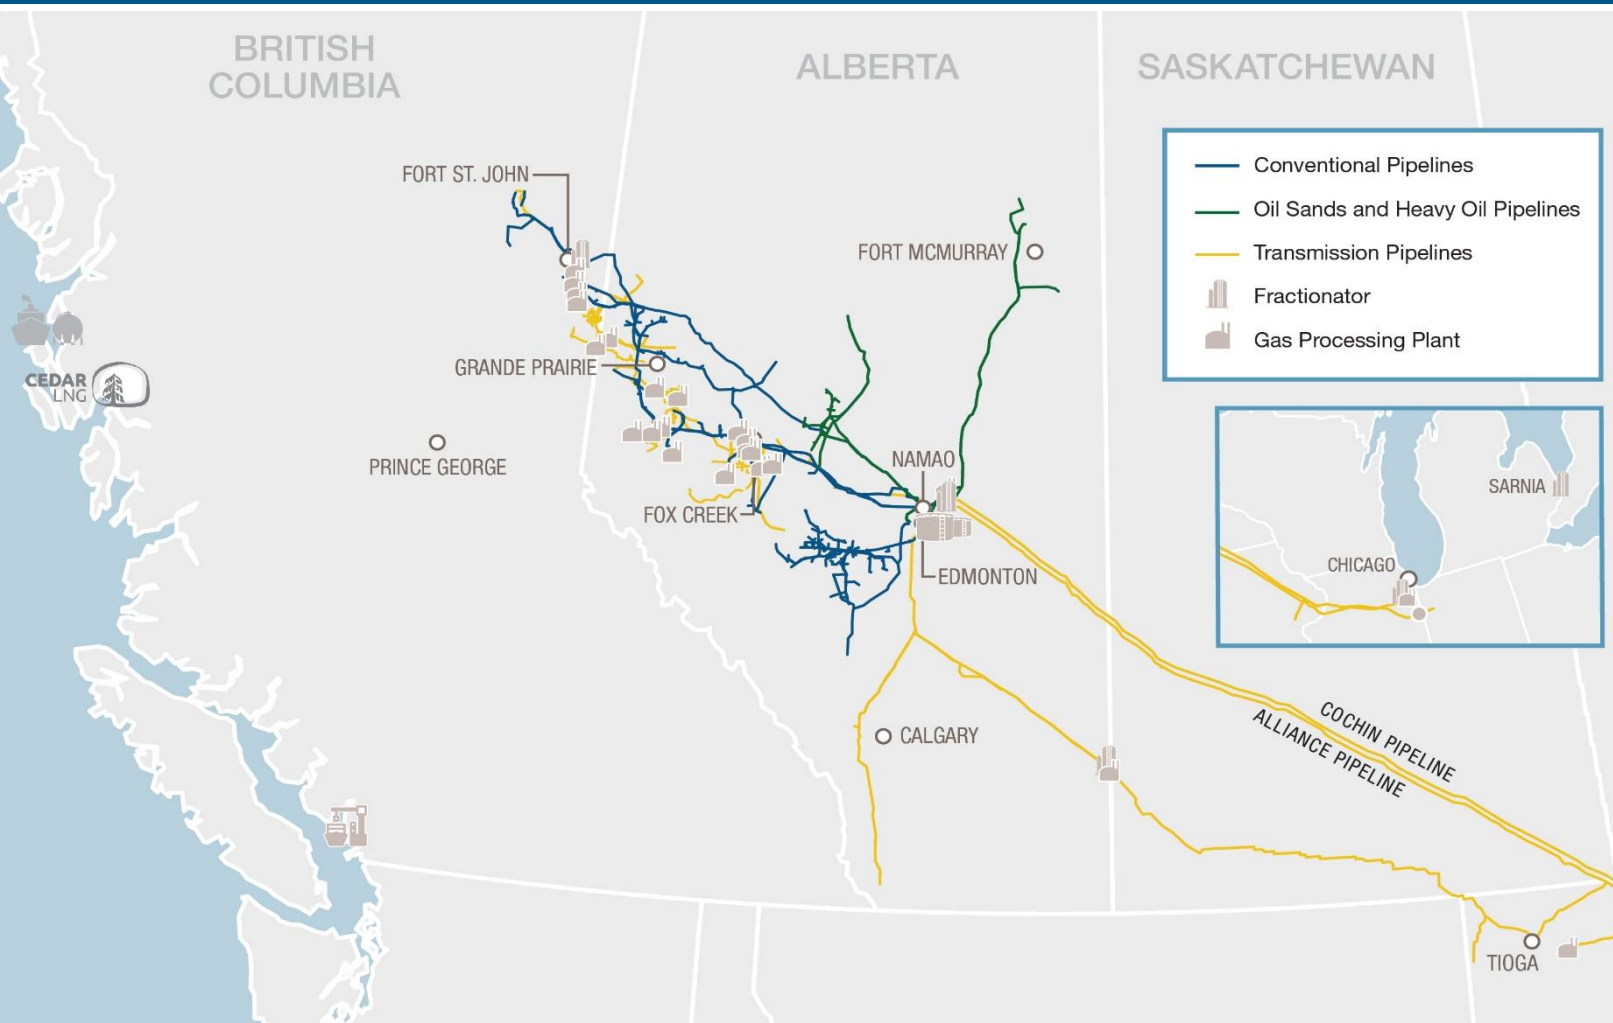 BRITISH
COLUMBIA
ALBERTA
SASKATCHEWAN
Conventional Pipelines
Oil Sands and Heavy Oil Pipelines
Transmission Pipelines
Fractionator
Gas Processing Plant
FORT ST. JOHN
FORT MCMURRAY
GRANDE PRAIRIE
CEDAR
LNG
PRINCE GEORGE
NAMAO
FOX CREEK
EDMONTON
SARNIA
CHICAGO
CALGARY
COCHIN PIPELINE
ALLIANCE PIPELINE
TIOGA